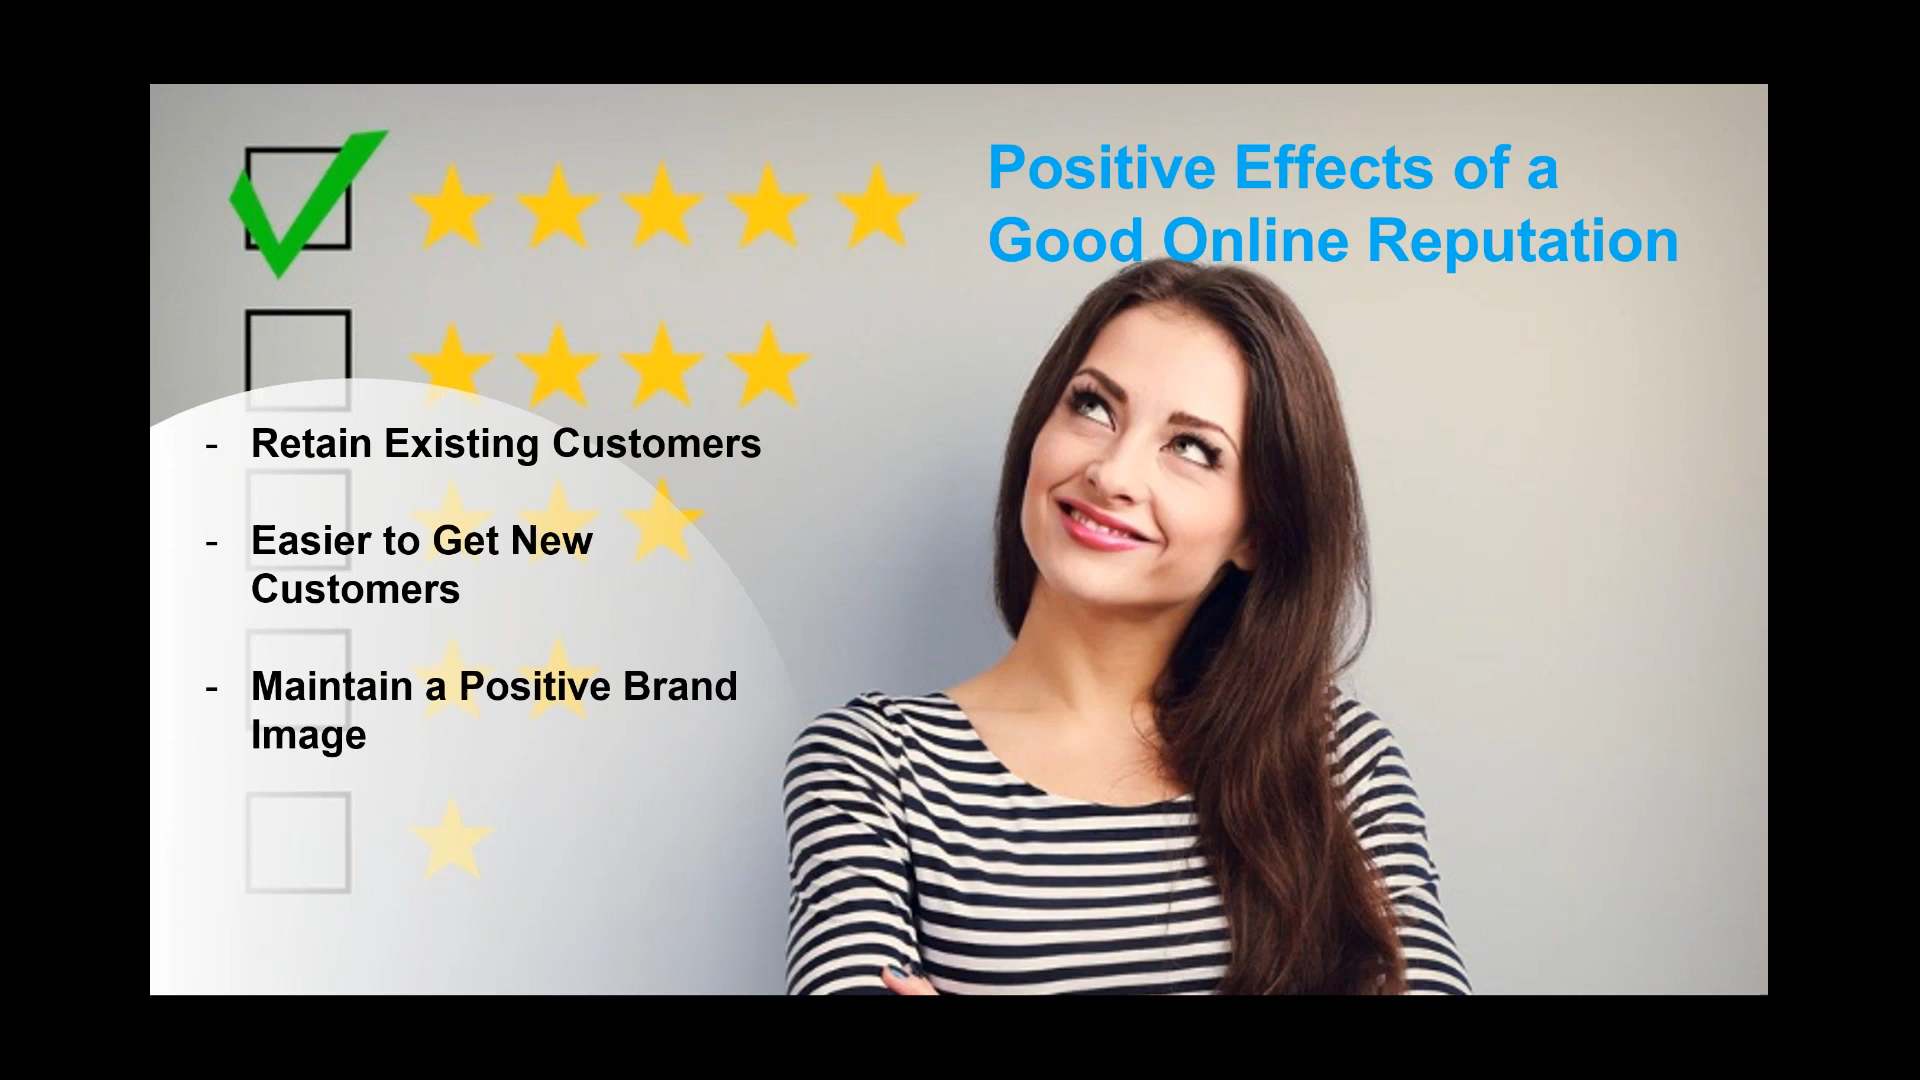 Positive Effects of a
Good Online Reputation
- Retain Existing Customers
- Easier to Get New
Customers
- Maintain a Positive Brand
Image